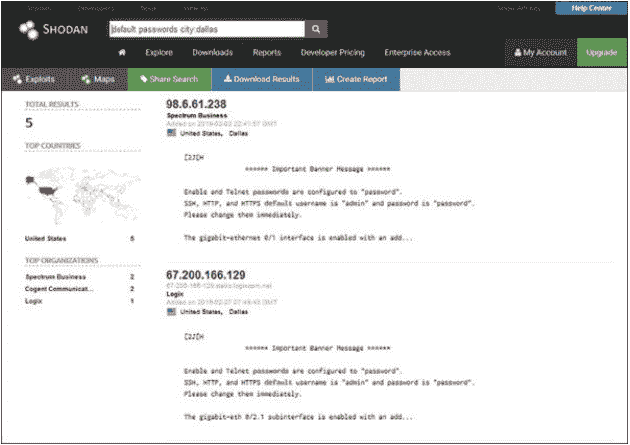 Help Center
SHODAN
default passwords city:dallas
Explore
Downloads
Reports
Developer Pricing
Enterprise Access
My Account
Upgrade
Exploits
Maps
Share Search
Download Results
Create Report
TOTAL RESULTS
5
TOP COUNTRIES
United States 5
TOP ORGANIZATIONS
Spectrum Business 2
Cogent Communicat... 2
Logix 1
98.6.61.238
Spectrum Business
United States, Dallas
[2J[H
****** Important Banner Message ******
Enable and Telnet passwords are configured to "password".
SSH, HTTP, and HTTPS default username is "admin" and password is "password".
Please change them immediately.
The gigabit-ethernet 0/1 interface is enabled with an add...
67.200.166.129
Logix
United States, Dallas
[2J[H
****** Important Banner Message ******
Enable and Telnet passwords are configured to "password".
SSH, HTTP, and HTTPS default username is "admin" and password is "password".
Please change them immediately.
The gigabit-eth 0/2.1 subinterface is enabled with an add...